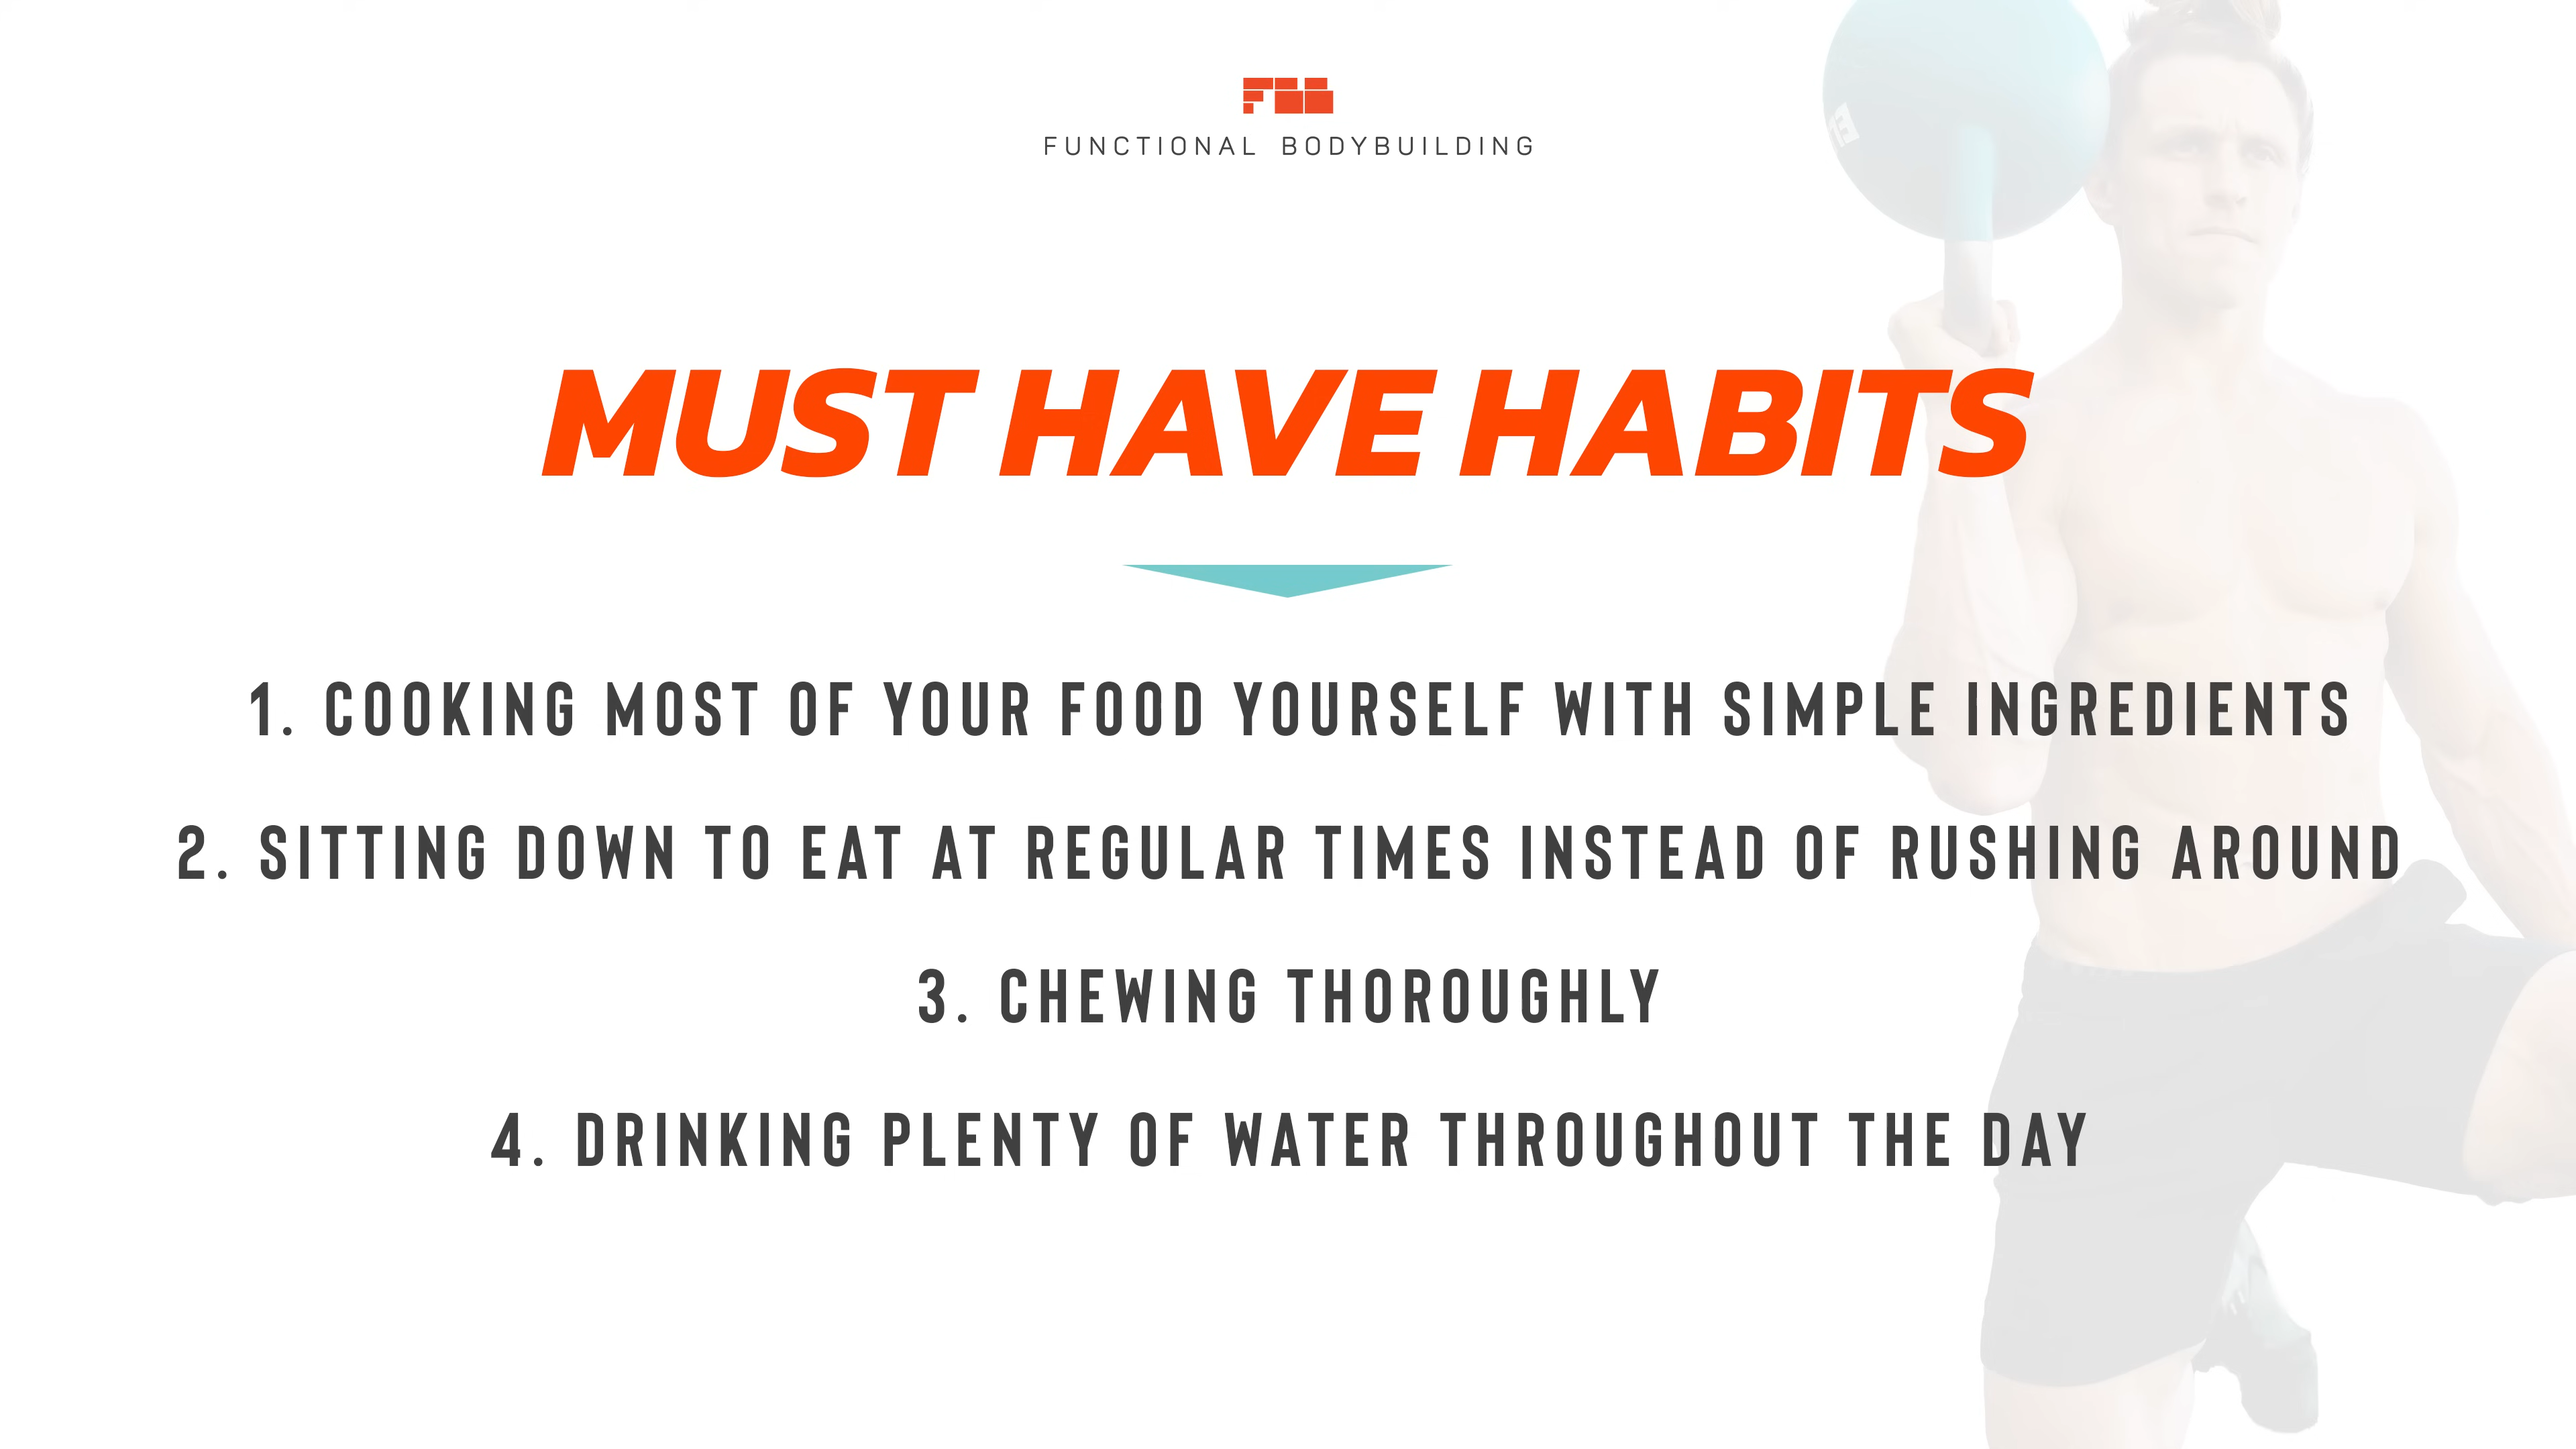 FBB
FUNCTIONAL BODYBUILDING
MUST HAVE HABITS
1. COOKING MOST OF YOUR FOOD YOURSELF WITH SIMPLE INGREDIENTS
2. SITTING DOWN TO EAT AT REGULAR TIMES INSTEAD OF RUSHING AROUND
3. CHEWING THOROUGHLY
4. DRINKING PLENTY OF WATER THROUGHOUT THE DAY